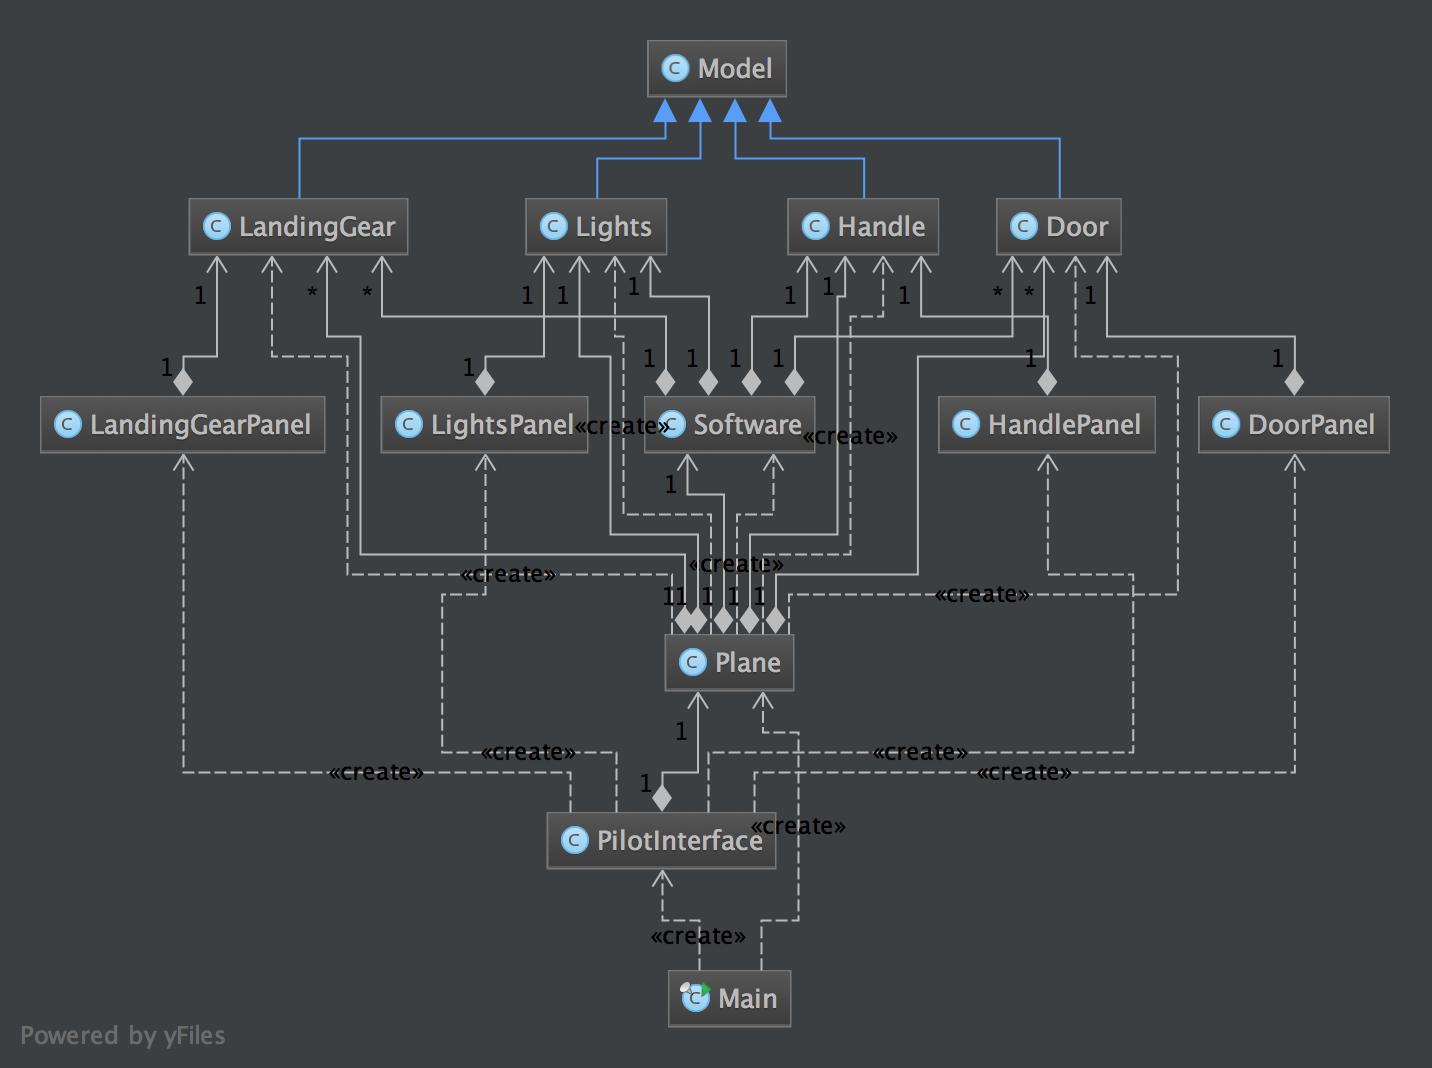 C Model
C LandingGear
C Lights
C Handle
C Door
1 * * 1 1 1 1 1 1 * * 1
1 1 1 1 1 1 1 1
C LandingGearPanel
C LightsPanel
«create»
C Software
«create»
C HandlePanel
C DoorPanel
1
«create»
«create»
«create»
1 1 1 1 1
C Plane
1
«create»
«create»
«create»
«create»
1
C PilotInterface
«create»
«create»
C Main
Powered by yFiles